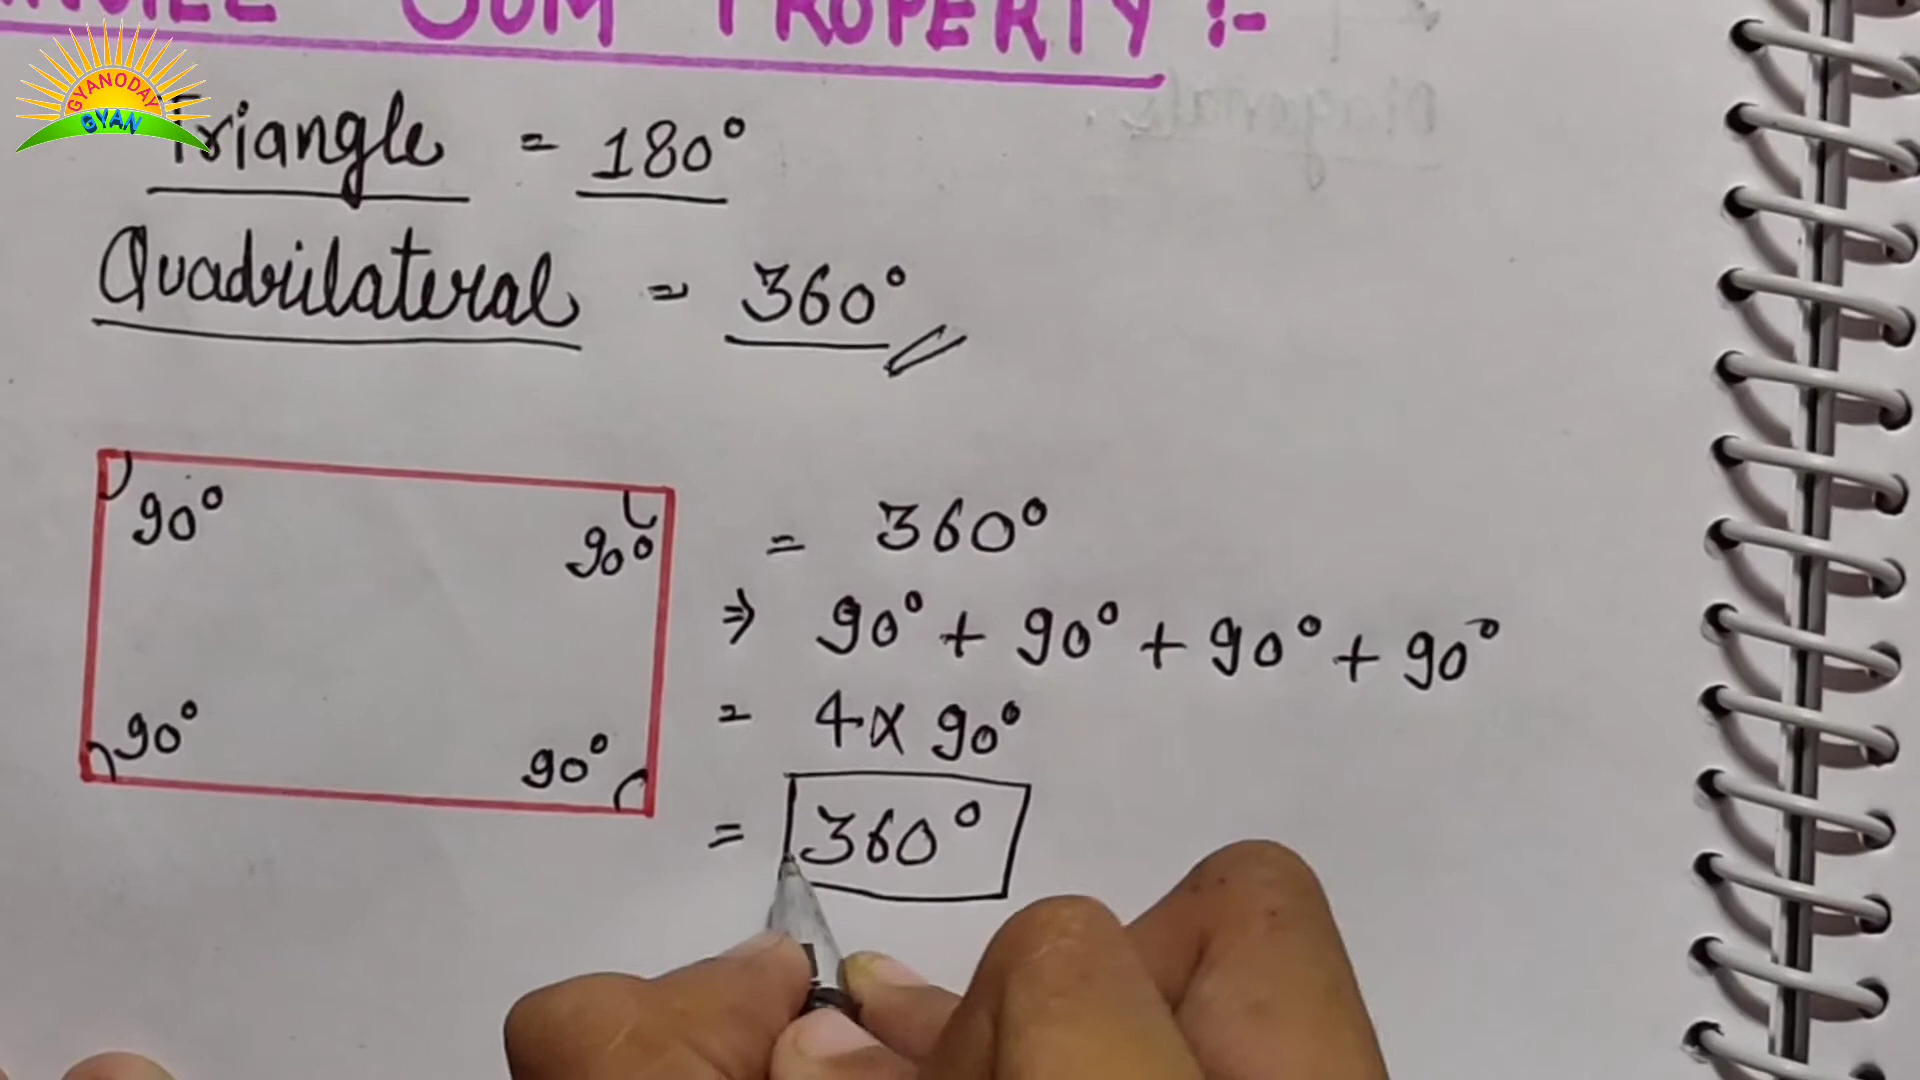 SUM PROPERTY :-
GYANODAY
GYAN
Triangle = 180°
Quadrilateral = 360°
90°
90°
90°
90°
= 360°
⇒ 90° + 90° + 90° + 90°
= 4 x 90°
= 360°
Diagonals.